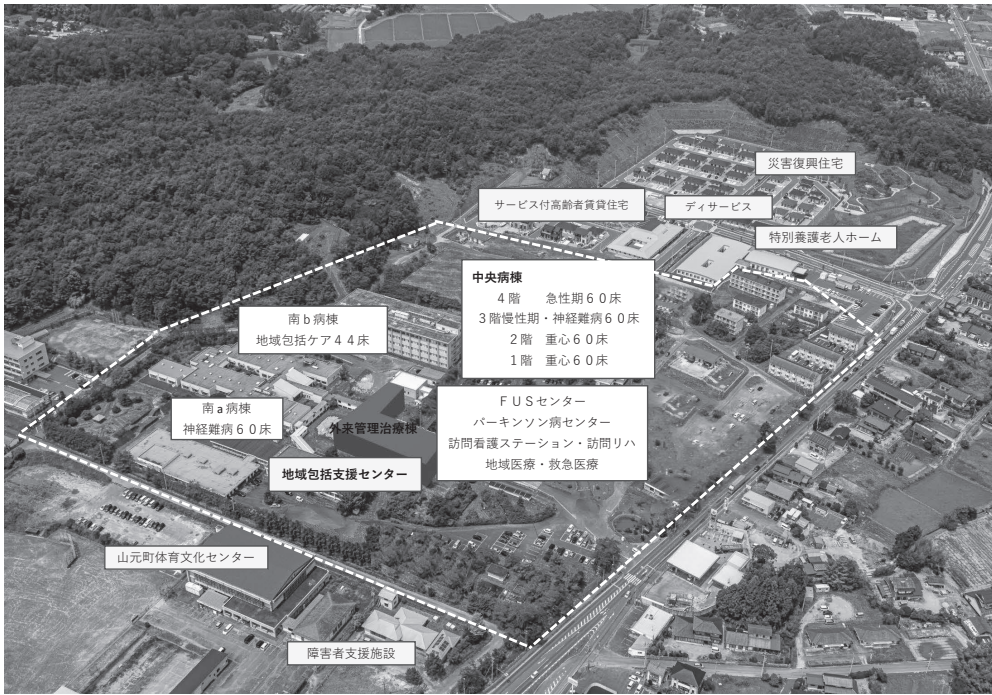 災害復興住宅
サービス付高齢者賃貸住宅
ディサービス
特別養護老人ホーム
中央病棟
4階　急性期60床
3階慢性期・神経難病60床
2階　重心60床
1階　重心60床
南b病棟
地域包括ケア44床
FUSセンター
パーキンソン病センター
訪問看護ステーション・訪問リハ
地域医療・救急医療
南a病棟
神経難病60床
外来管理治療棟
地域包括支援センター
山元町体育文化センター
障害者支援施設